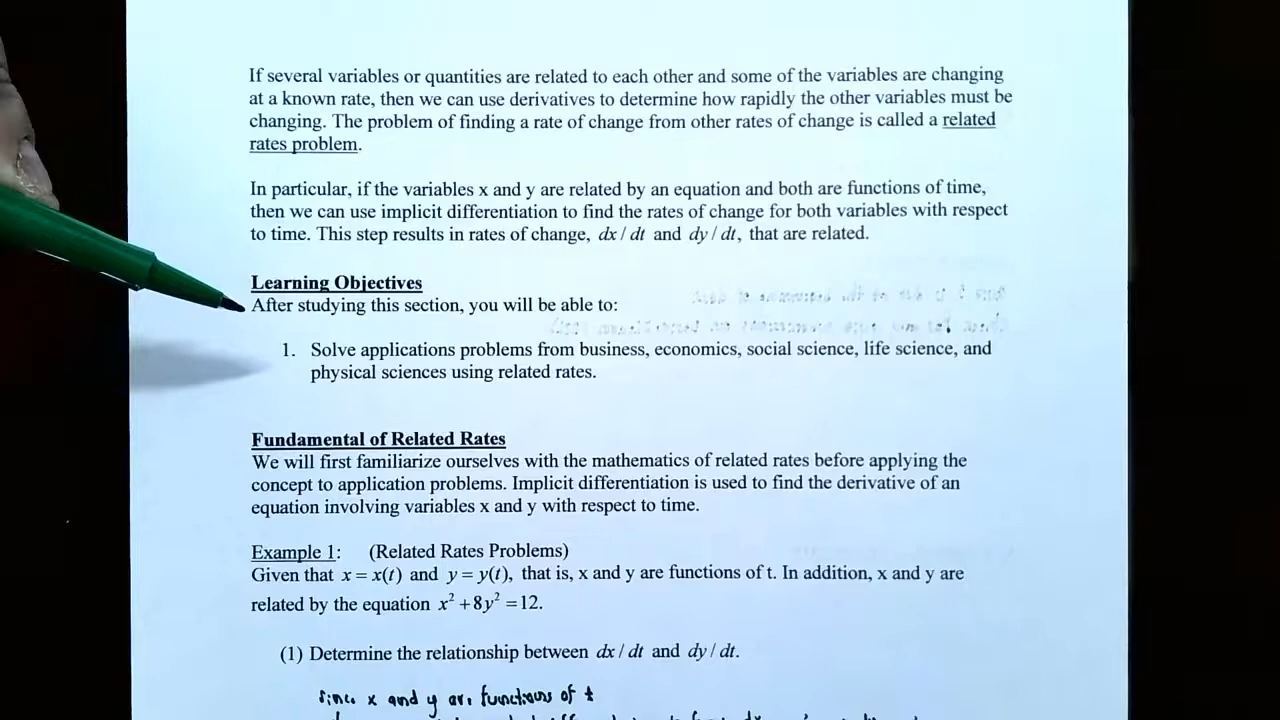 If several variables or quantities are related to each other and some of the variables are changing
at a known rate, then we can use derivatives to determine how rapidly the other variables must be
changing. The problem of finding a rate of change from other rates of change is called a related
rates problem.
In particular, if the variables x and y are related by an equation and both are functions of time,
then we can use implicit differentiation to find the rates of change for both variables with respect
to time. This step results in rates of change, dx / dt and dy / dt, that are related.
Learning Objectives
After studying this section, you will be able to:
1. Solve applications problems from business, economics, social science, life science, and
physical sciences using related rates.
Fundamental of Related Rates
We will first familiarize ourselves with the mathematics of related rates before applying the
concept to application problems. Implicit differentiation is used to find the derivative of an
equation involving variables x and y with respect to time.
Example 1: (Related Rates Problems)
Given that x = x(t) and y = y(t), that is, x and y are functions of t. In addition, x and y are
related by the equation x² + 8y² = 12.
(1) Determine the relationship between dx / dt and dy / dt.
Since x and y are functions of t